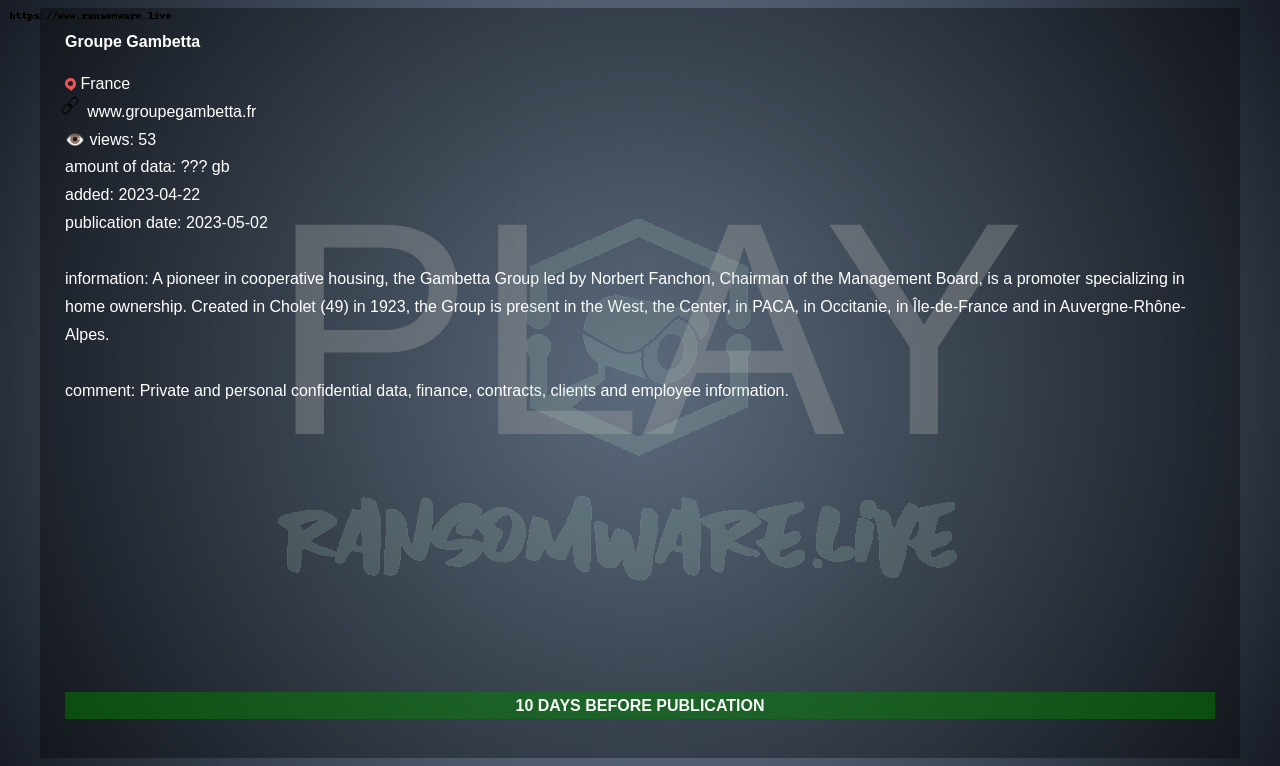 https://www.ransomware.live
Groupe Gambetta
France
www.groupegambetta.fr
views: 53
amount of data: ??? gb
added: 2023-04-22
publication date: 2023-05-02
PLAY
information: A pioneer in cooperative housing, the Gambetta Group led by Norbert Fanchon, Chairman of the Management Board, is a promoter specializing in
home ownership. Created in Cholet (49) in 1923, the Group is present in the West, the Center, in PACA, in Occitanie, in Île-de-France and in Auvergne-Rhône-
Alpes.
comment: Private and personal confidential data, finance, contracts, clients and employee information.
RANSOMWARE.LIVE
10 DAYS BEFORE PUBLICATION